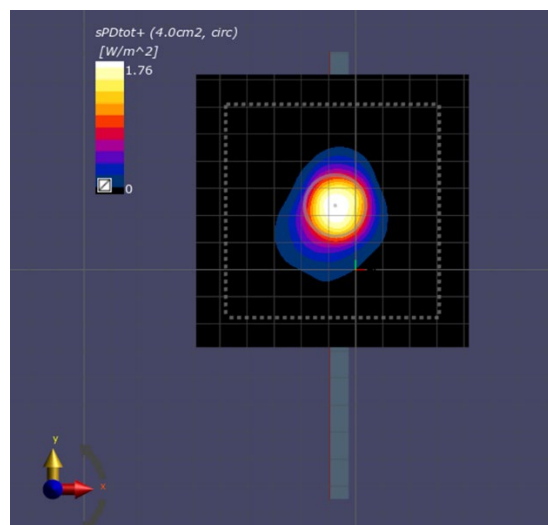 sPDtot+ (4.0cm2, circ)
[W/m^2]
1.76
0
y
x